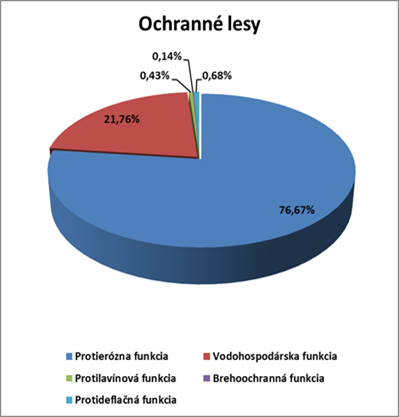 Ochranné lesy
0,14%
0,43% 0,68%
21,76%
76,67%
Protierózna funkcia Vodohospodárska funkcia
Protilavínová funkcia Brehoochranná funkcia
Protideflačná funkcia